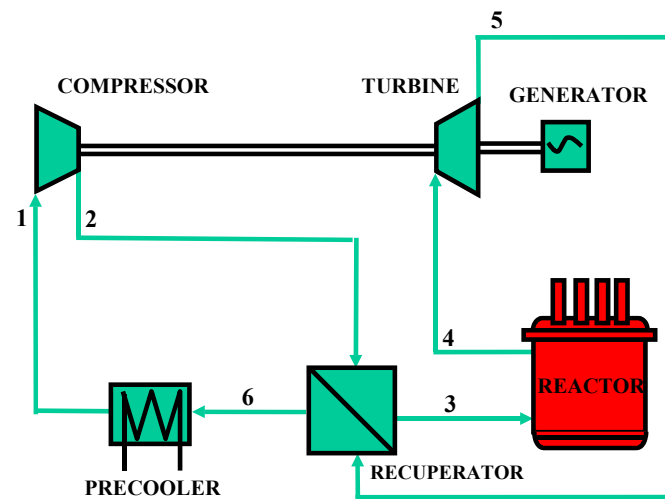 5
COMPRESSOR
TURBINE
GENERATOR
1
2
4
REACTOR
6
3
RECUPERATOR
PRECOOLER